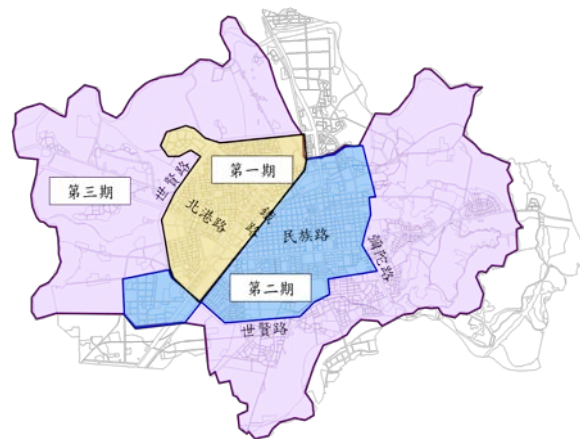 第一期
世賢路
第三期
北港路
鐵路
民族路
彌陀路
第二期
世賢路